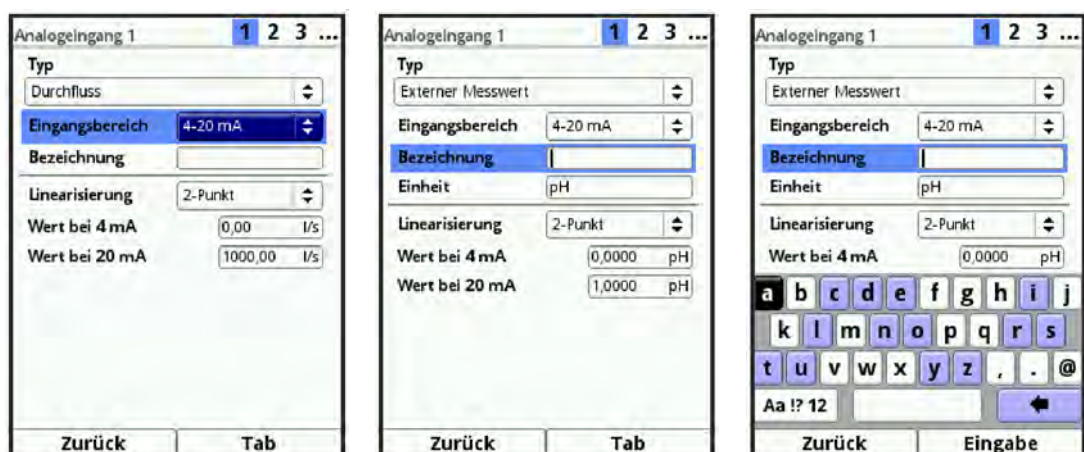 Analogeingang 1 1 2 3 ...
Typ
Durchfluss
Eingangsbereich 4-20 mA
Bezeichnung
Linearisierung 2-Punkt
Wert bei 4 mA 0,00 l/s
Wert bei 20 mA 1000,00 l/s
Zurück Tab
Analogeingang 1 1 2 3 ...
Typ
Externer Messwert
Eingangsbereich 4-20 mA
Bezeichnung
Einheit pH
Linearisierung 2-Punkt
Wert bei 4 mA 0,0000 pH
Wert bei 20 mA 1,0000 pH
Zurück Tab
Analogeingang 1 1 2 3 ...
Typ
Externer Messwert
Eingangsbereich 4-20 mA
Bezeichnung
Einheit pH
Linearisierung 2-Punkt
Wert bei 4 mA 0,0000 pH
a b c d e f g h i j
k l m n o p q r s
t u v w x y z , . @
Aa !? 12
Zurück Eingabe